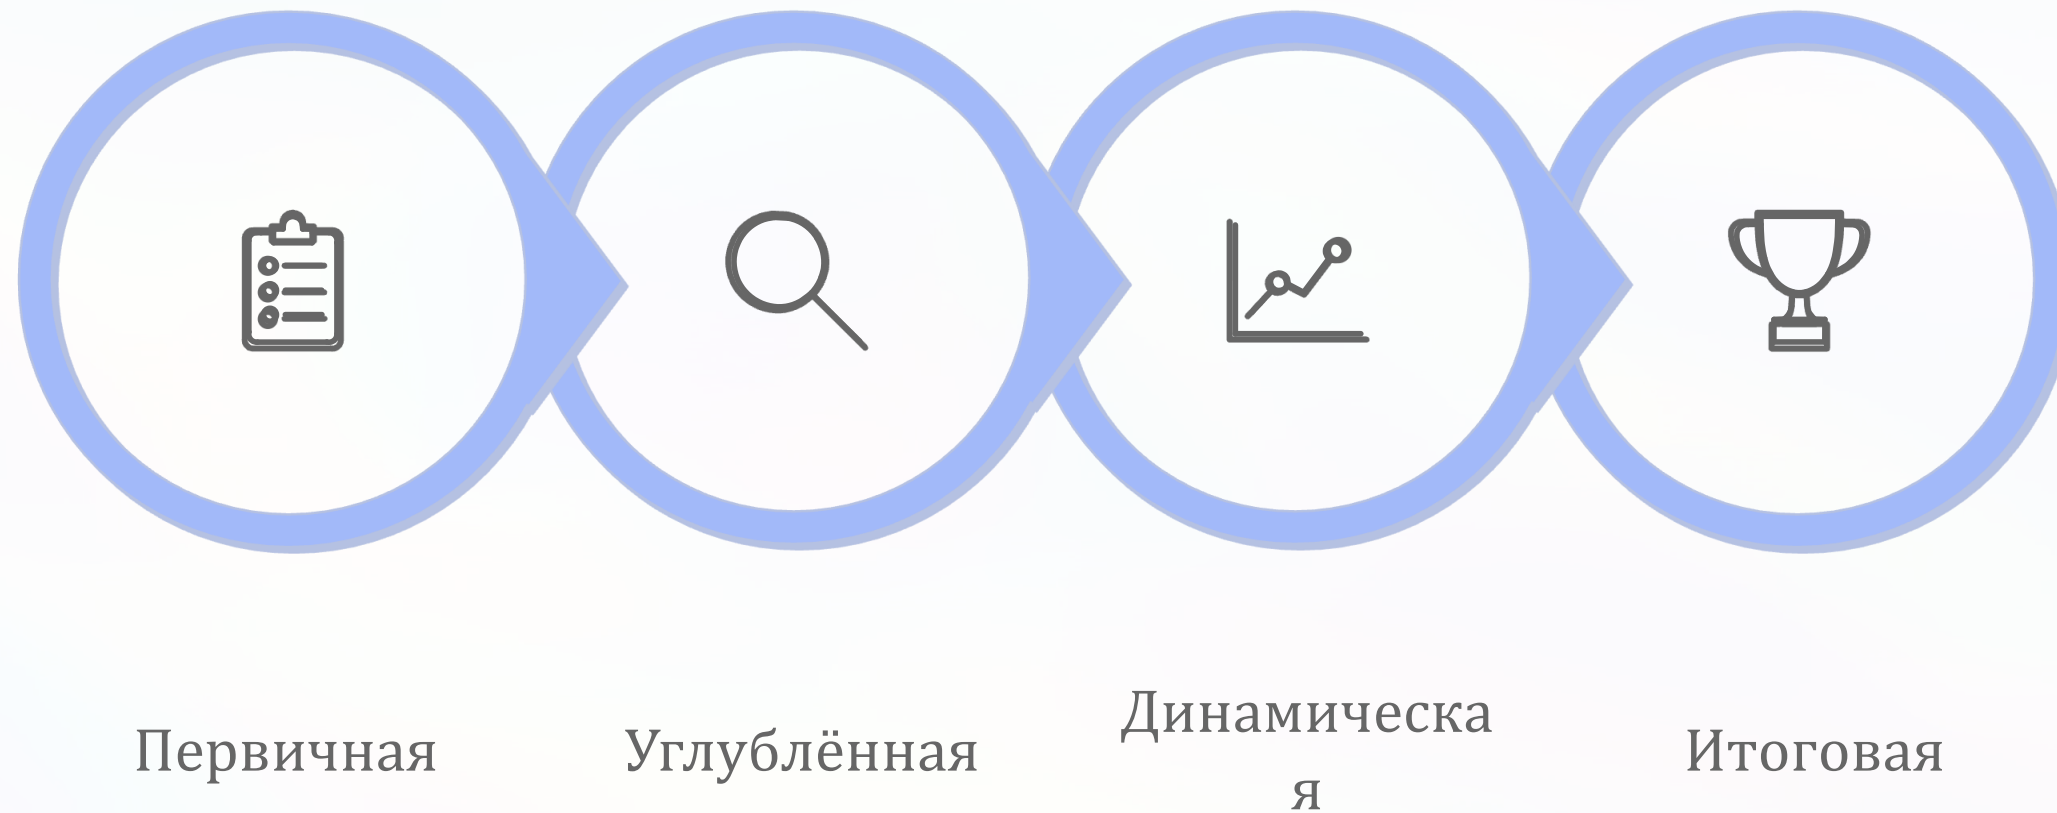 Первичная
Углублённая
Динамическа
я
Итоговая